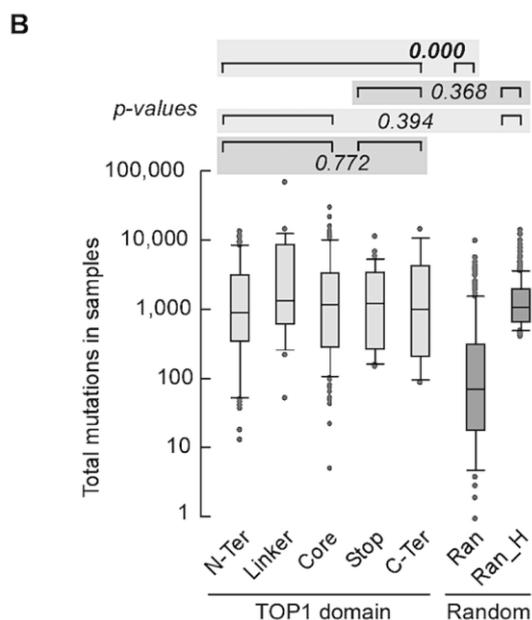 B
0.000
0.368
p-values
0.394
0.772
100,000
10,000
1,000
100
10
1
Total mutations in samples
N-Ter
Linker
Core
Stop
C-Ter
Ran
Ran_H
TOP1 domain
Random